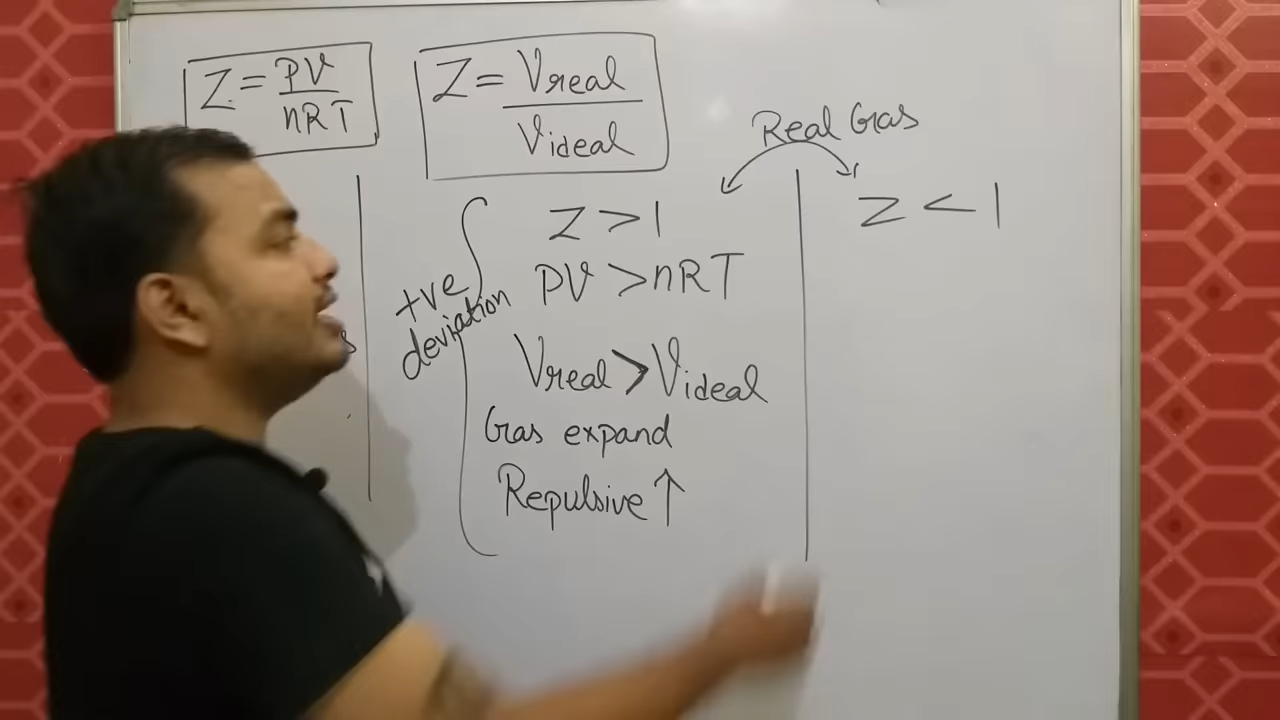 Z = PV / nRT
Z = Vreal / Videal
Real Gas
Z > 1
PV > nRT
+ve
deviation
Vreal > Videal
Gas expand
Repulsive ↑
Z < 1